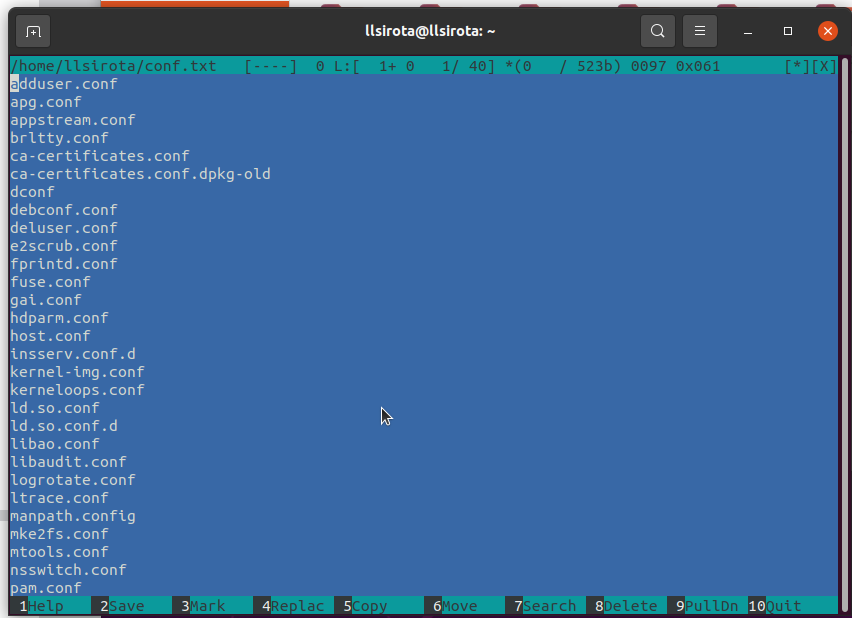 llsirota@llsirota: ~
/home/llsirota/conf.txt [----] 0 L:[ 1+ 0 1/ 40] *(0 / 523b) 0097 0x061 [*][X]
adduser.conf
apg.conf
appstream.conf
brltty.conf
ca-certificates.conf
ca-certificates.conf.dpkg-old
dconf
debconf.conf
deluser.conf
e2scrub.conf
fprintd.conf
fuse.conf
gai.conf
hdparm.conf
host.conf
insserv.conf.d
kernel-img.conf
kerneloops.conf
ld.so.conf
ld.so.conf.d
libao.conf
libaudit.conf
logrotate.conf
ltrace.conf
manpath.config
mke2fs.conf
mtools.conf
nsswitch.conf
pam.conf
1Help 2Save 3Mark 4Replac 5Copy 6Move 7Search 8Delete 9PullDn 10Quit